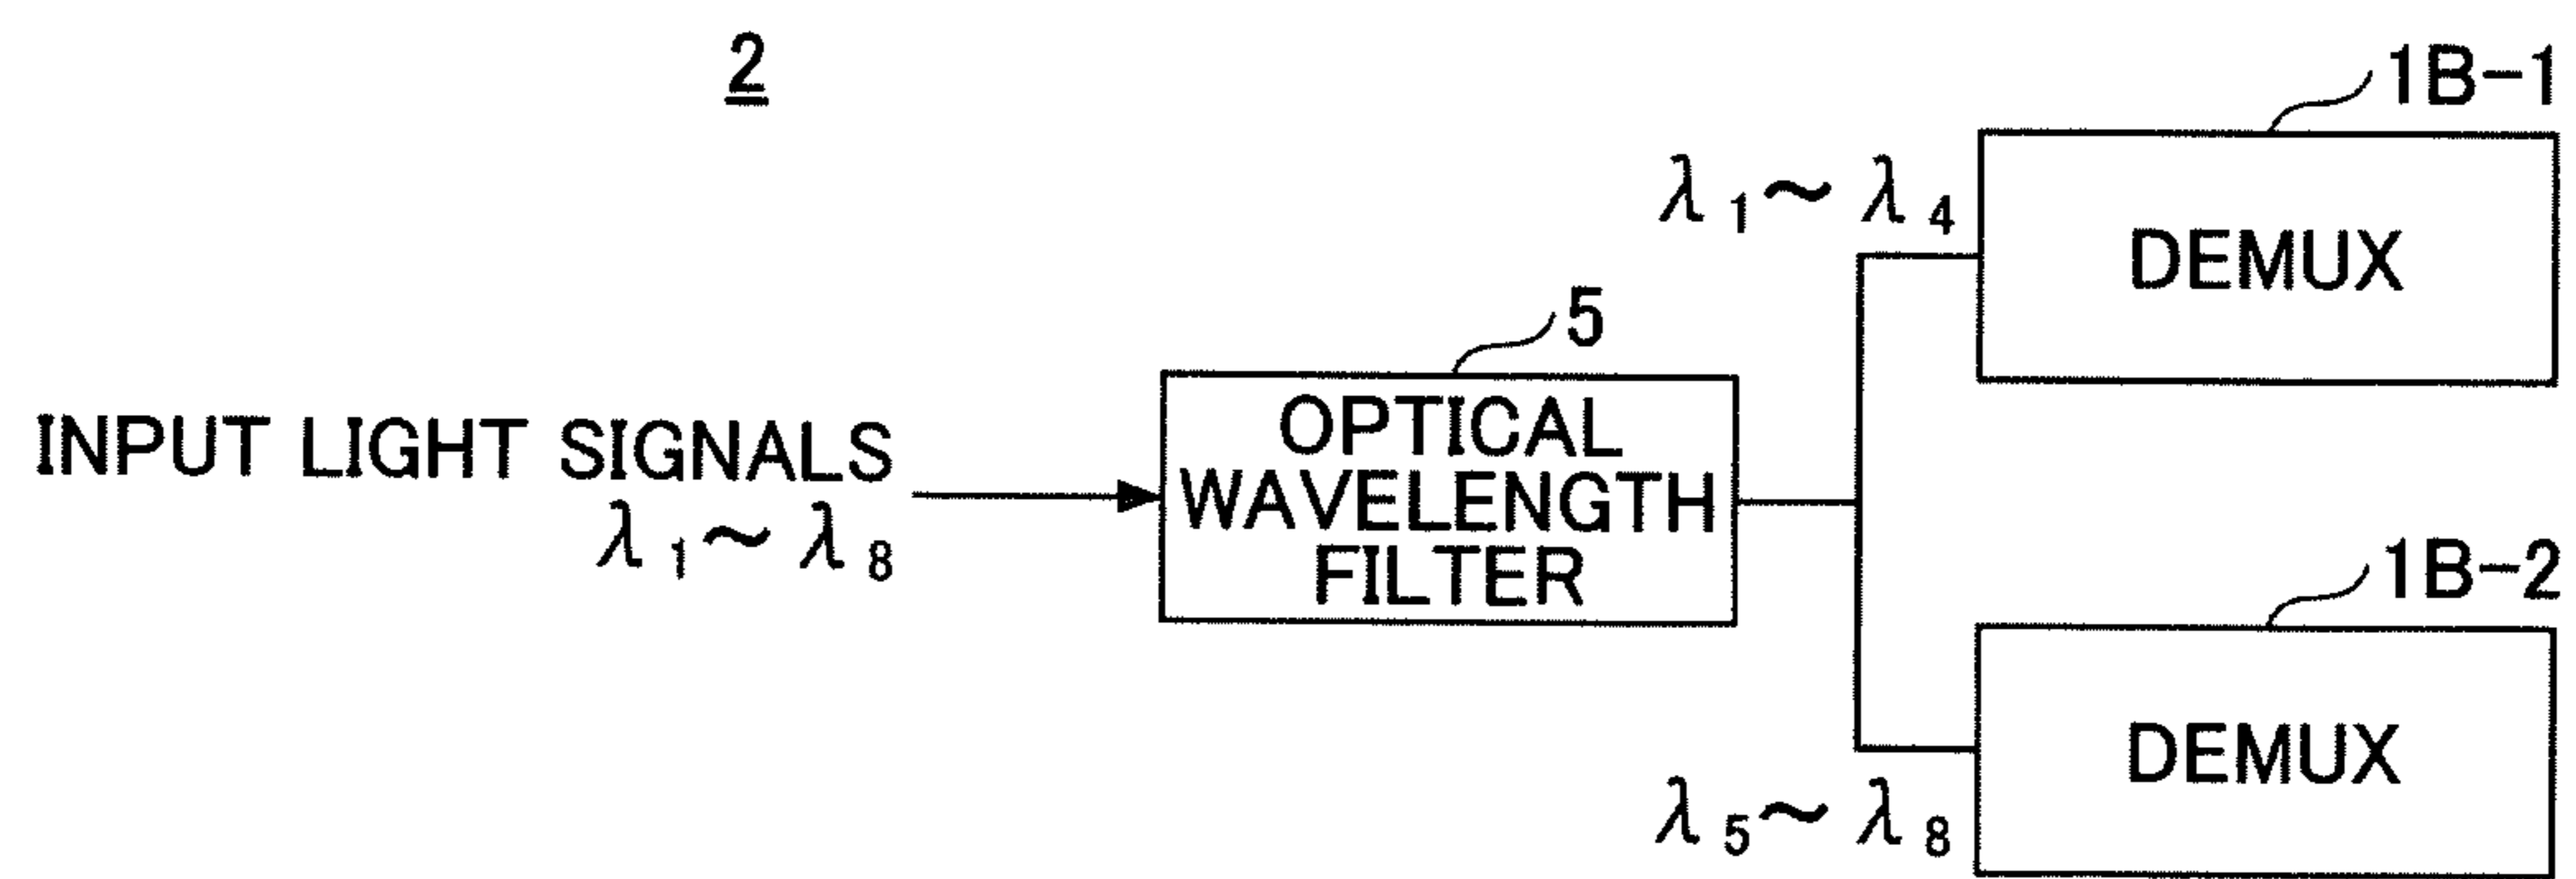 2
1B-1
λ1～λ4
DEMUX
5
INPUT LIGHT SIGNALS
λ1～λ8
OPTICAL
WAVELENGTH
FILTER
1B-2
DEMUX
λ5～λ8